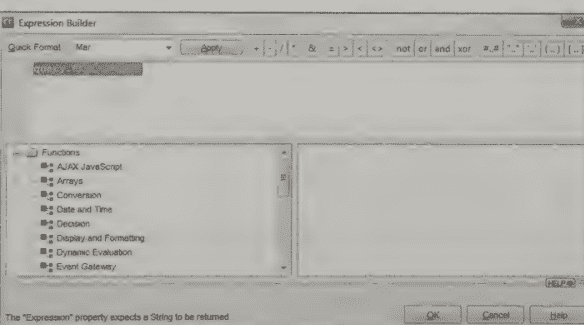 Expression Builder
Quick Format Mar Apply + - / * & = > < <> not or and xor #..# ".." '..' (..) [..]
Functions
AJAX JavaScript
Arrays
Conversion
Date and Time
Decision
Display and Formatting
Dynamic Evaluation
Event Gateway
HELP
The "Expression" property expects a String to be returned
OK Cancel Help